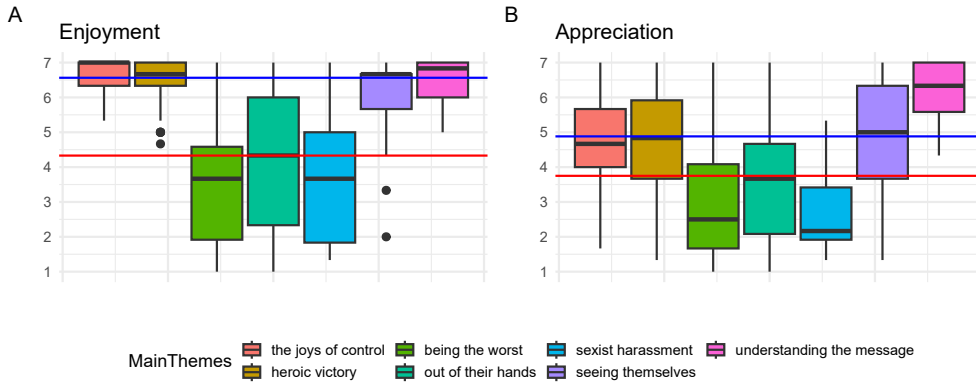 A
Enjoyment
7
6
5
4
3
2
1
B
Appreciation
7
6
5
4
3
2
1
MainThemes
the joys of control
being the worst
sexist harassment
understanding the message
heroic victory
out of their hands
seeing themselves